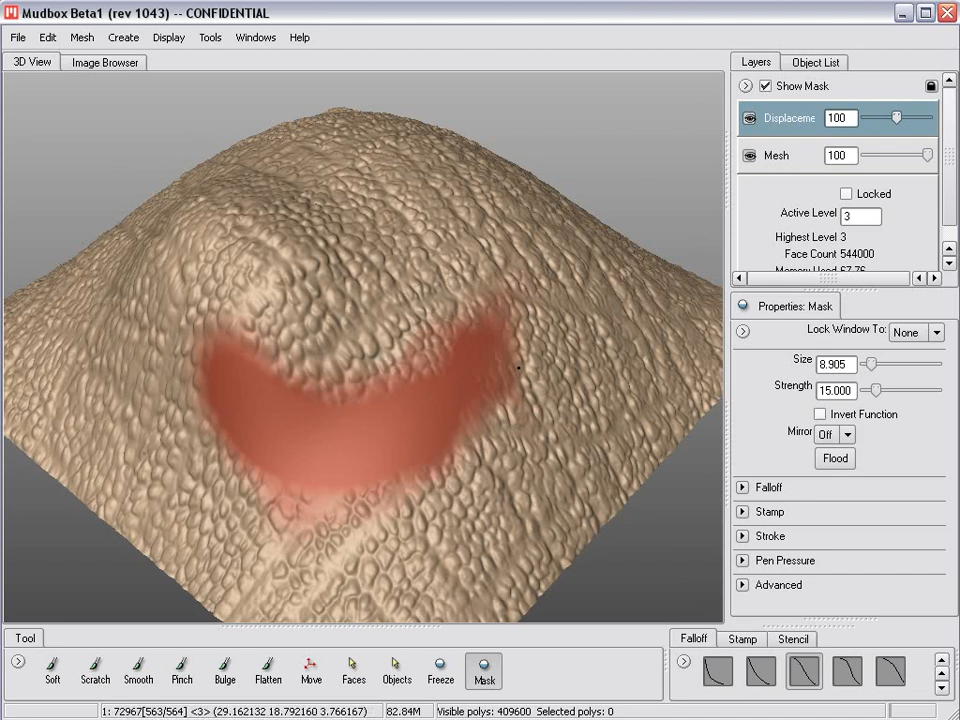 Mudbox Beta1 (rev 1043) -- CONFIDENTIAL
File Edit Mesh Create Display Tools Windows Help
3D View Image Browser
Layers Object List
Show Mask
Displaceme 100
Mesh 100
Locked
Active Level 3
Highest Level 3
Face Count 544000
Memory Used 67.76
Properties: Mask
Lock Window To: None
Size 8.905
Strength 15.000
Invert Function
Mirror Off
Flood
Falloff
Stamp
Stroke
Pen Pressure
Advanced
Tool
Falloff Stamp Stencil
Soft Scratch Smooth Pinch Bulge Flatten Move Faces Objects Freeze Mask
1: 72967[563/564] <3> (29.162132 18.792160 3.766167) 82.84M Visible polys: 409600 Selected polys: 0